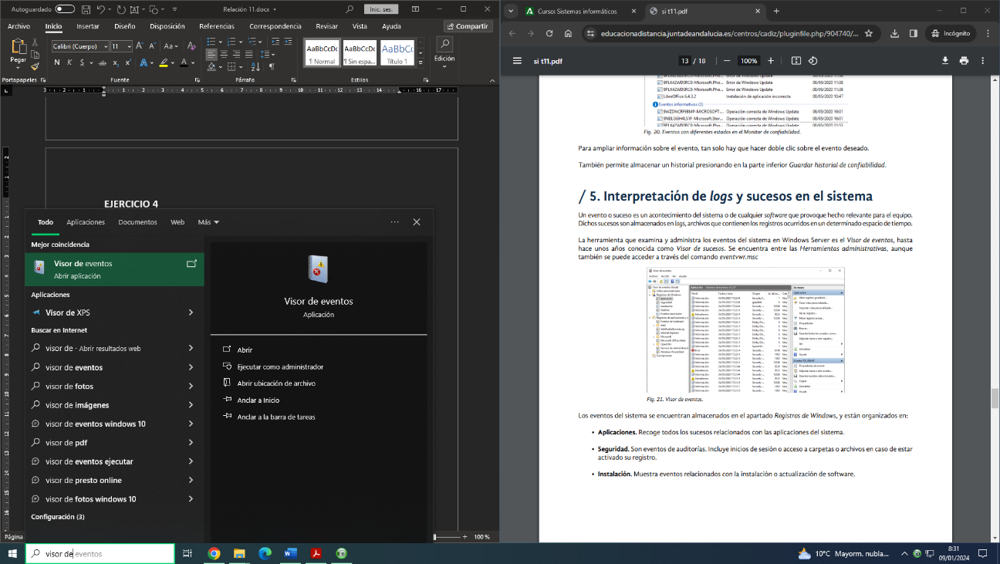 Autoguardado
Relación 11.docx
Inic. ses.
Archivo Inicio Insertar Diseño Disposición Referencias Correspondencia Revisar Vista Ayuda Compartir
Pegar
Calibri (Cuerpo) 11
N K S ab x₂ x²
AaBbCcDc AaBbCcDc AaBbCc
¶ Normal ¶ Sin espa... Título 1
Edición
Portapapeles Fuente Párrafo Estilos
EJERCICIO 4
Todo Aplicaciones Documentos Web Más
Mejor coincidencia
Visor de eventos
Abrir aplicación
Aplicaciones
Visor de XPS
Buscar en Internet
visor de - Abrir resultados web
visor de eventos
visor de fotos
visor de imágenes
visor de eventos windows 10
visor de pdf
visor de eventos ejecutar
visor de presto online
visor de fotos windows 10
Configuración (3)
Visor de eventos
Aplicación
Abrir
Ejecutar como administrador
Abrir ubicación de archivo
Anclar a Inicio
Anclar a la barra de tareas
Página
100 %
visor de eventos
Curso: Sistemas informáticos
si t11.pdf
educacionadistancia.juntadeandalucia.es/centros/cadiz/pluginfile.php/904740/...
Incógnito
si t11.pdf
13 / 18
100%
9PLK42WD0RC0-Microsoft.Pho... Error de Windows Update 08/05/2020 11:38
9PLK42WD0RC0-Microsoft.Pho... Error de Windows Update 08/05/2020 11:38
LibreOffice 6.4.3.2 Instalación de aplicación incorrecta 08/05/2020 10:47
Eventos informativos (3)
9WZDNCRFJBMP-MICROSOFT... Operación correcta de Windows Update 08/05/2020 16:01
9NBLGGH4LS1F-Microsoft.Stor... Operación correcta de Windows Update 08/05/2020 16:01
9PLK42WD0RC0-Microsoft.Pho... Operación correcta de Windows Update 08/05/2020 11:53
Fig. 20. Eventos con diferentes estados en el Monitor de confiabilidad.
Para ampliar información sobre el evento, tan solo hay que hacer doble clic sobre el evento deseado.
También permite almacenar un historial presionando en la parte inferior Guardar historial de confiabilidad.
/ 5. Interpretación de logs y sucesos en el sistema
Un evento o suceso es un acontecimiento del sistema o de cualquier software que provoque hecho relevante para el equipo.
Dichos sucesos son almacenados en logs, archivos que contienen los registros ocurridos en un determinado espacio de tiempo.
La herramienta que examina y administra los eventos del sistema en Windows Server es el Visor de eventos, hasta
hace unos años conocida como Visor de sucesos. Se encuentra entre las Herramientas administrativas, aunque
también se puede acceder a través del comando eventvwr.msc
Visor de eventos
Fig. 21. Visor de eventos.
Los eventos del sistema se encuentran almacenados en el apartado Registros de Windows, y están organizados en:
• Aplicaciones. Recoge todos los sucesos relacionados con las aplicaciones del sistema.
• Seguridad. Son eventos de auditorías. Incluye inicios de sesión o acceso a carpetas o archivos en caso de estar
activado su registro.
• Instalación. Muestra eventos relacionados con la instalación o actualización de software.
10°C Mayorm. nubla...
8:31
09/01/2024